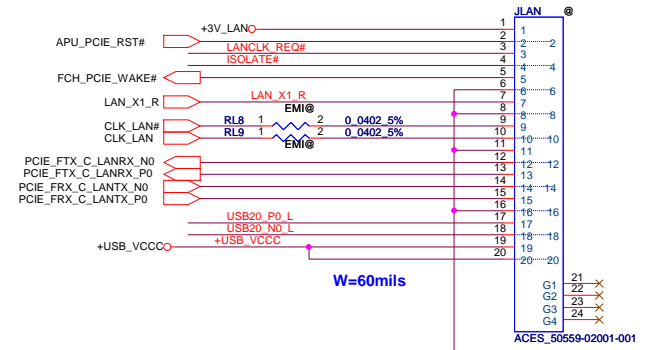 JLAN @
+3V_LAN 1 1
APU_PCIE_RST# 2 2 2
LANCLK_REQ# 3 3
ISOLATE# 4 4 4
FCH_PCIE_WAKE# 5 5
6 6 6
LAN_X1_R LAN_X1_R 7 7
EMI@ 8 8 8
CLK_LAN# RL8 1 2 0_0402_5% 9 9
CLK_LAN RL9 1 2 0_0402_5% 10 10 10
EMI@ 11 11
PCIE_FTX_C_LANRX_N0 12 12 12
PCIE_FTX_C_LANRX_P0 13 13
PCIE_FRX_C_LANTX_N0 14 14 14
PCIE_FRX_C_LANTX_P0 15 15
16 16 16
USB20_P0_L 17 17
USB20_N0_L 18 18 18
+USB_VCCC +USB_VCCC 19 19
20 20 20
W=60mils
G1 21
G2 22
G3 23
G4 24
ACES_50559-02001-001